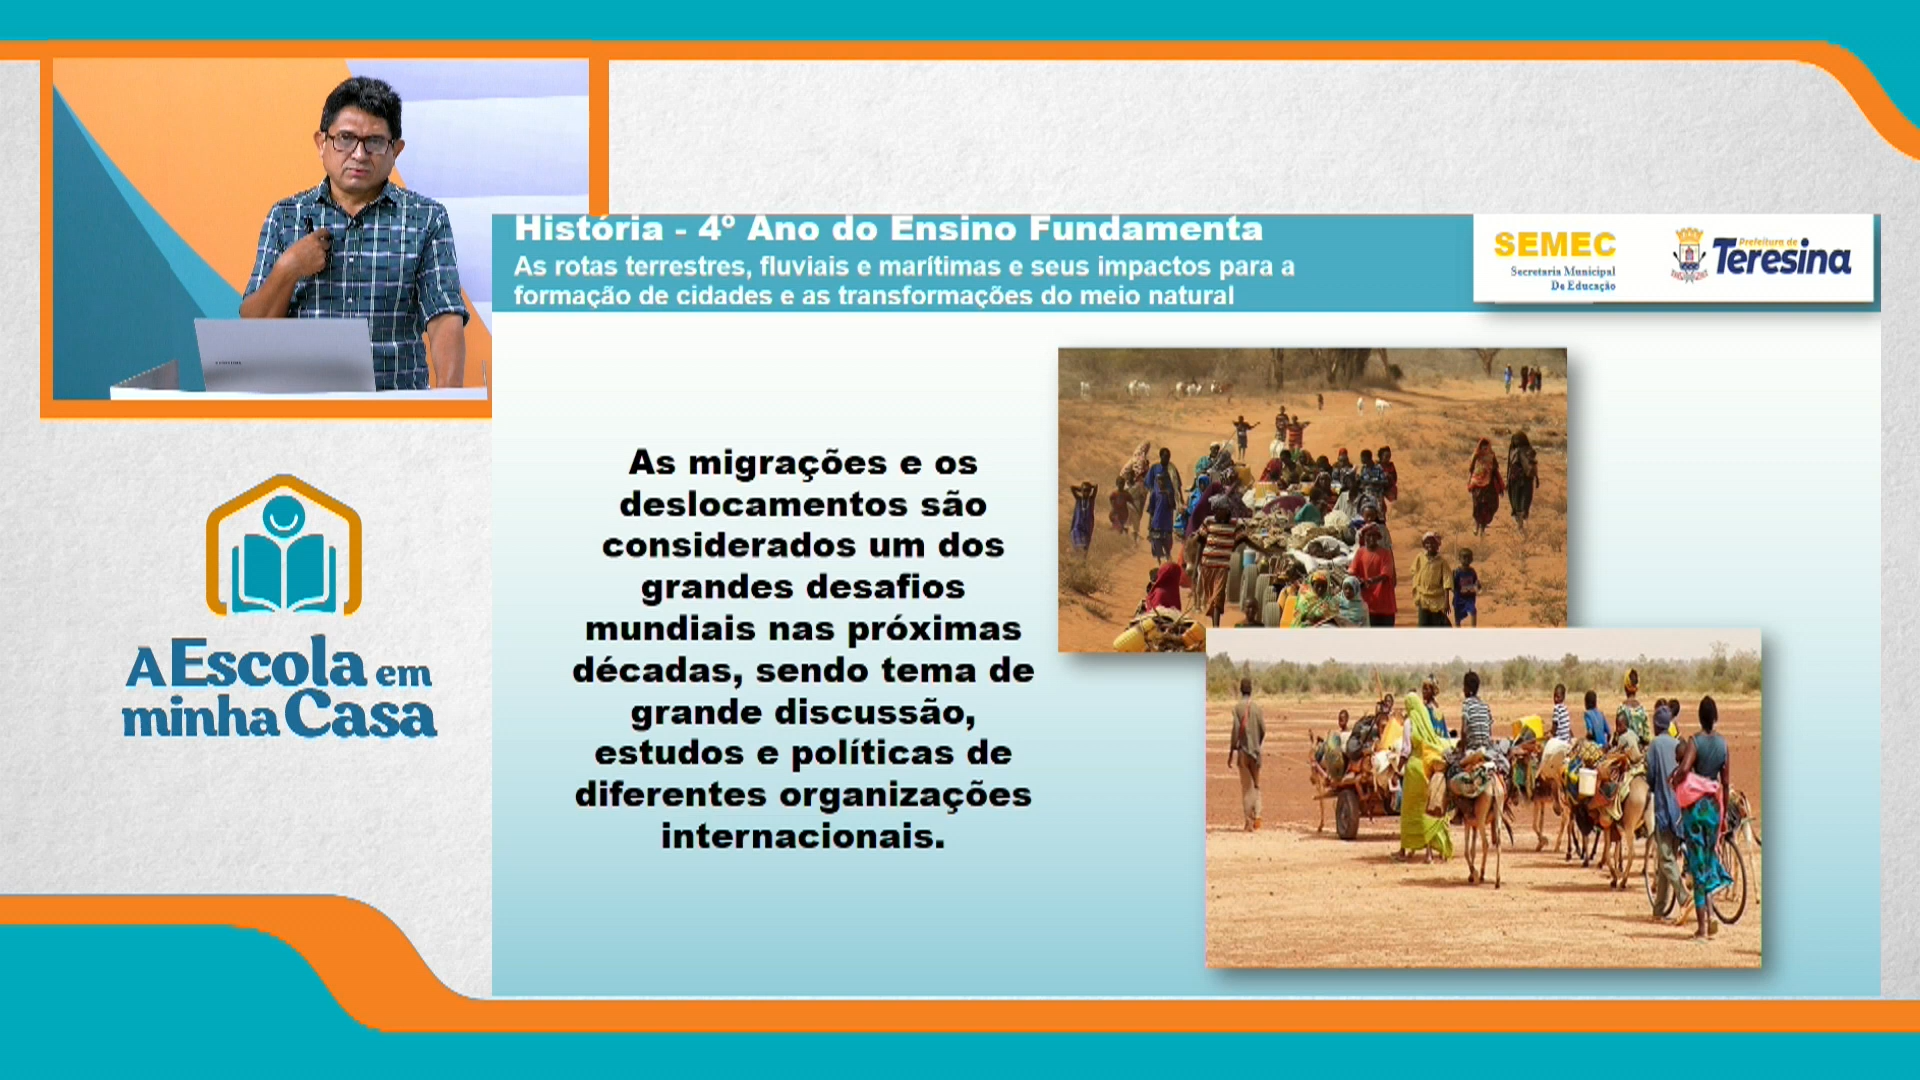 História - 4º Ano do Ensino Fundamenta
As rotas terrestres, fluviais e marítimas e seus impactos para a
formação de cidades e as transformações do meio natural
SEMEC
Secretaria Municipal
De Educação
Prefeitura de
Teresina
As migrações e os
deslocamentos são
considerados um dos
grandes desafios
mundiais nas próximas
décadas, sendo tema de
grande discussão,
estudos e políticas de
diferentes organizações
internacionais.
A Escola em
minha Casa